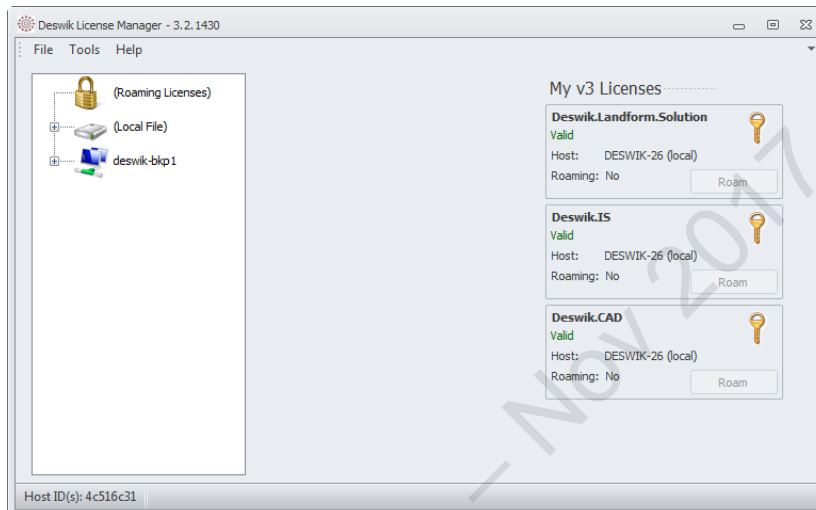 Deswik License Manager - 3.2.1430
File Tools Help
(Roaming Licenses)
(Local File)
deswik-bkp1
My v3 Licenses
Deswik.Landform.Solution
Valid
Host: DESWIK-26 (local)
Roaming: No
Roam
Deswik.IS
Valid
Host: DESWIK-26 (local)
Roaming: No
Roam
Deswik.CAD
Valid
Host: DESWIK-26 (local)
Roaming: No
Roam
Host ID(s): 4c516c31
– Nov 2017